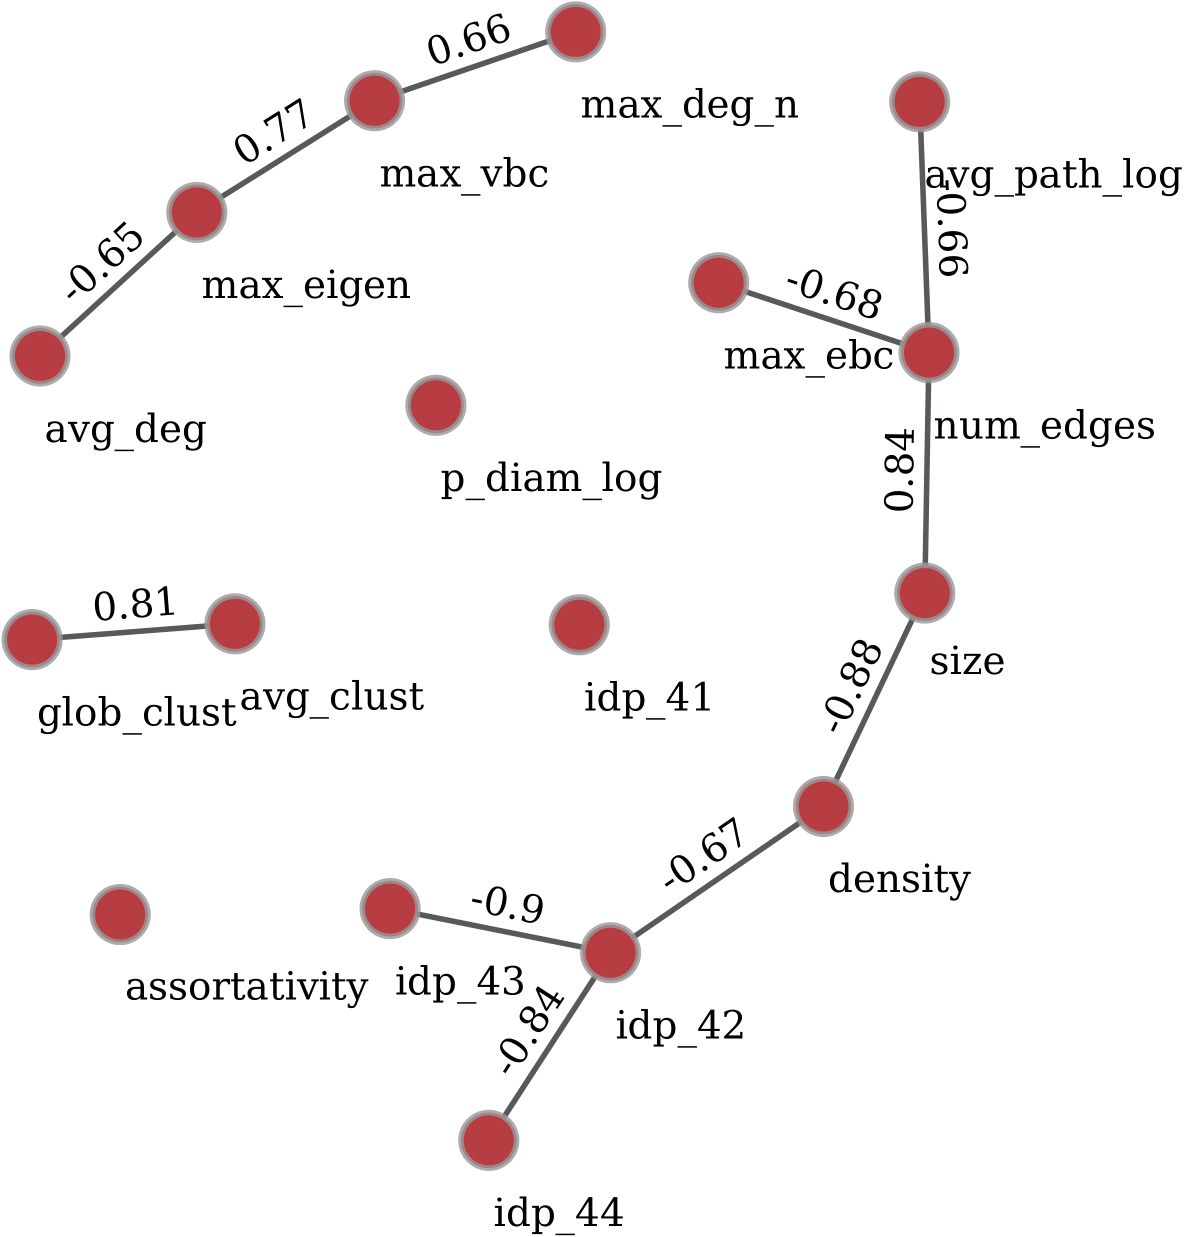 0.66
max_deg_n
0.77
max_vbc
avg_path_log
-0.66
-0.65
max_eigen
-0.68
max_ebc
avg_deg
num_edges
p_diam_log
0.84
0.81
glob_clust
avg_clust
idp_41
size
-0.88
-0.67
density
-0.9
assortativity
idp_43
idp_42
-0.84
idp_44